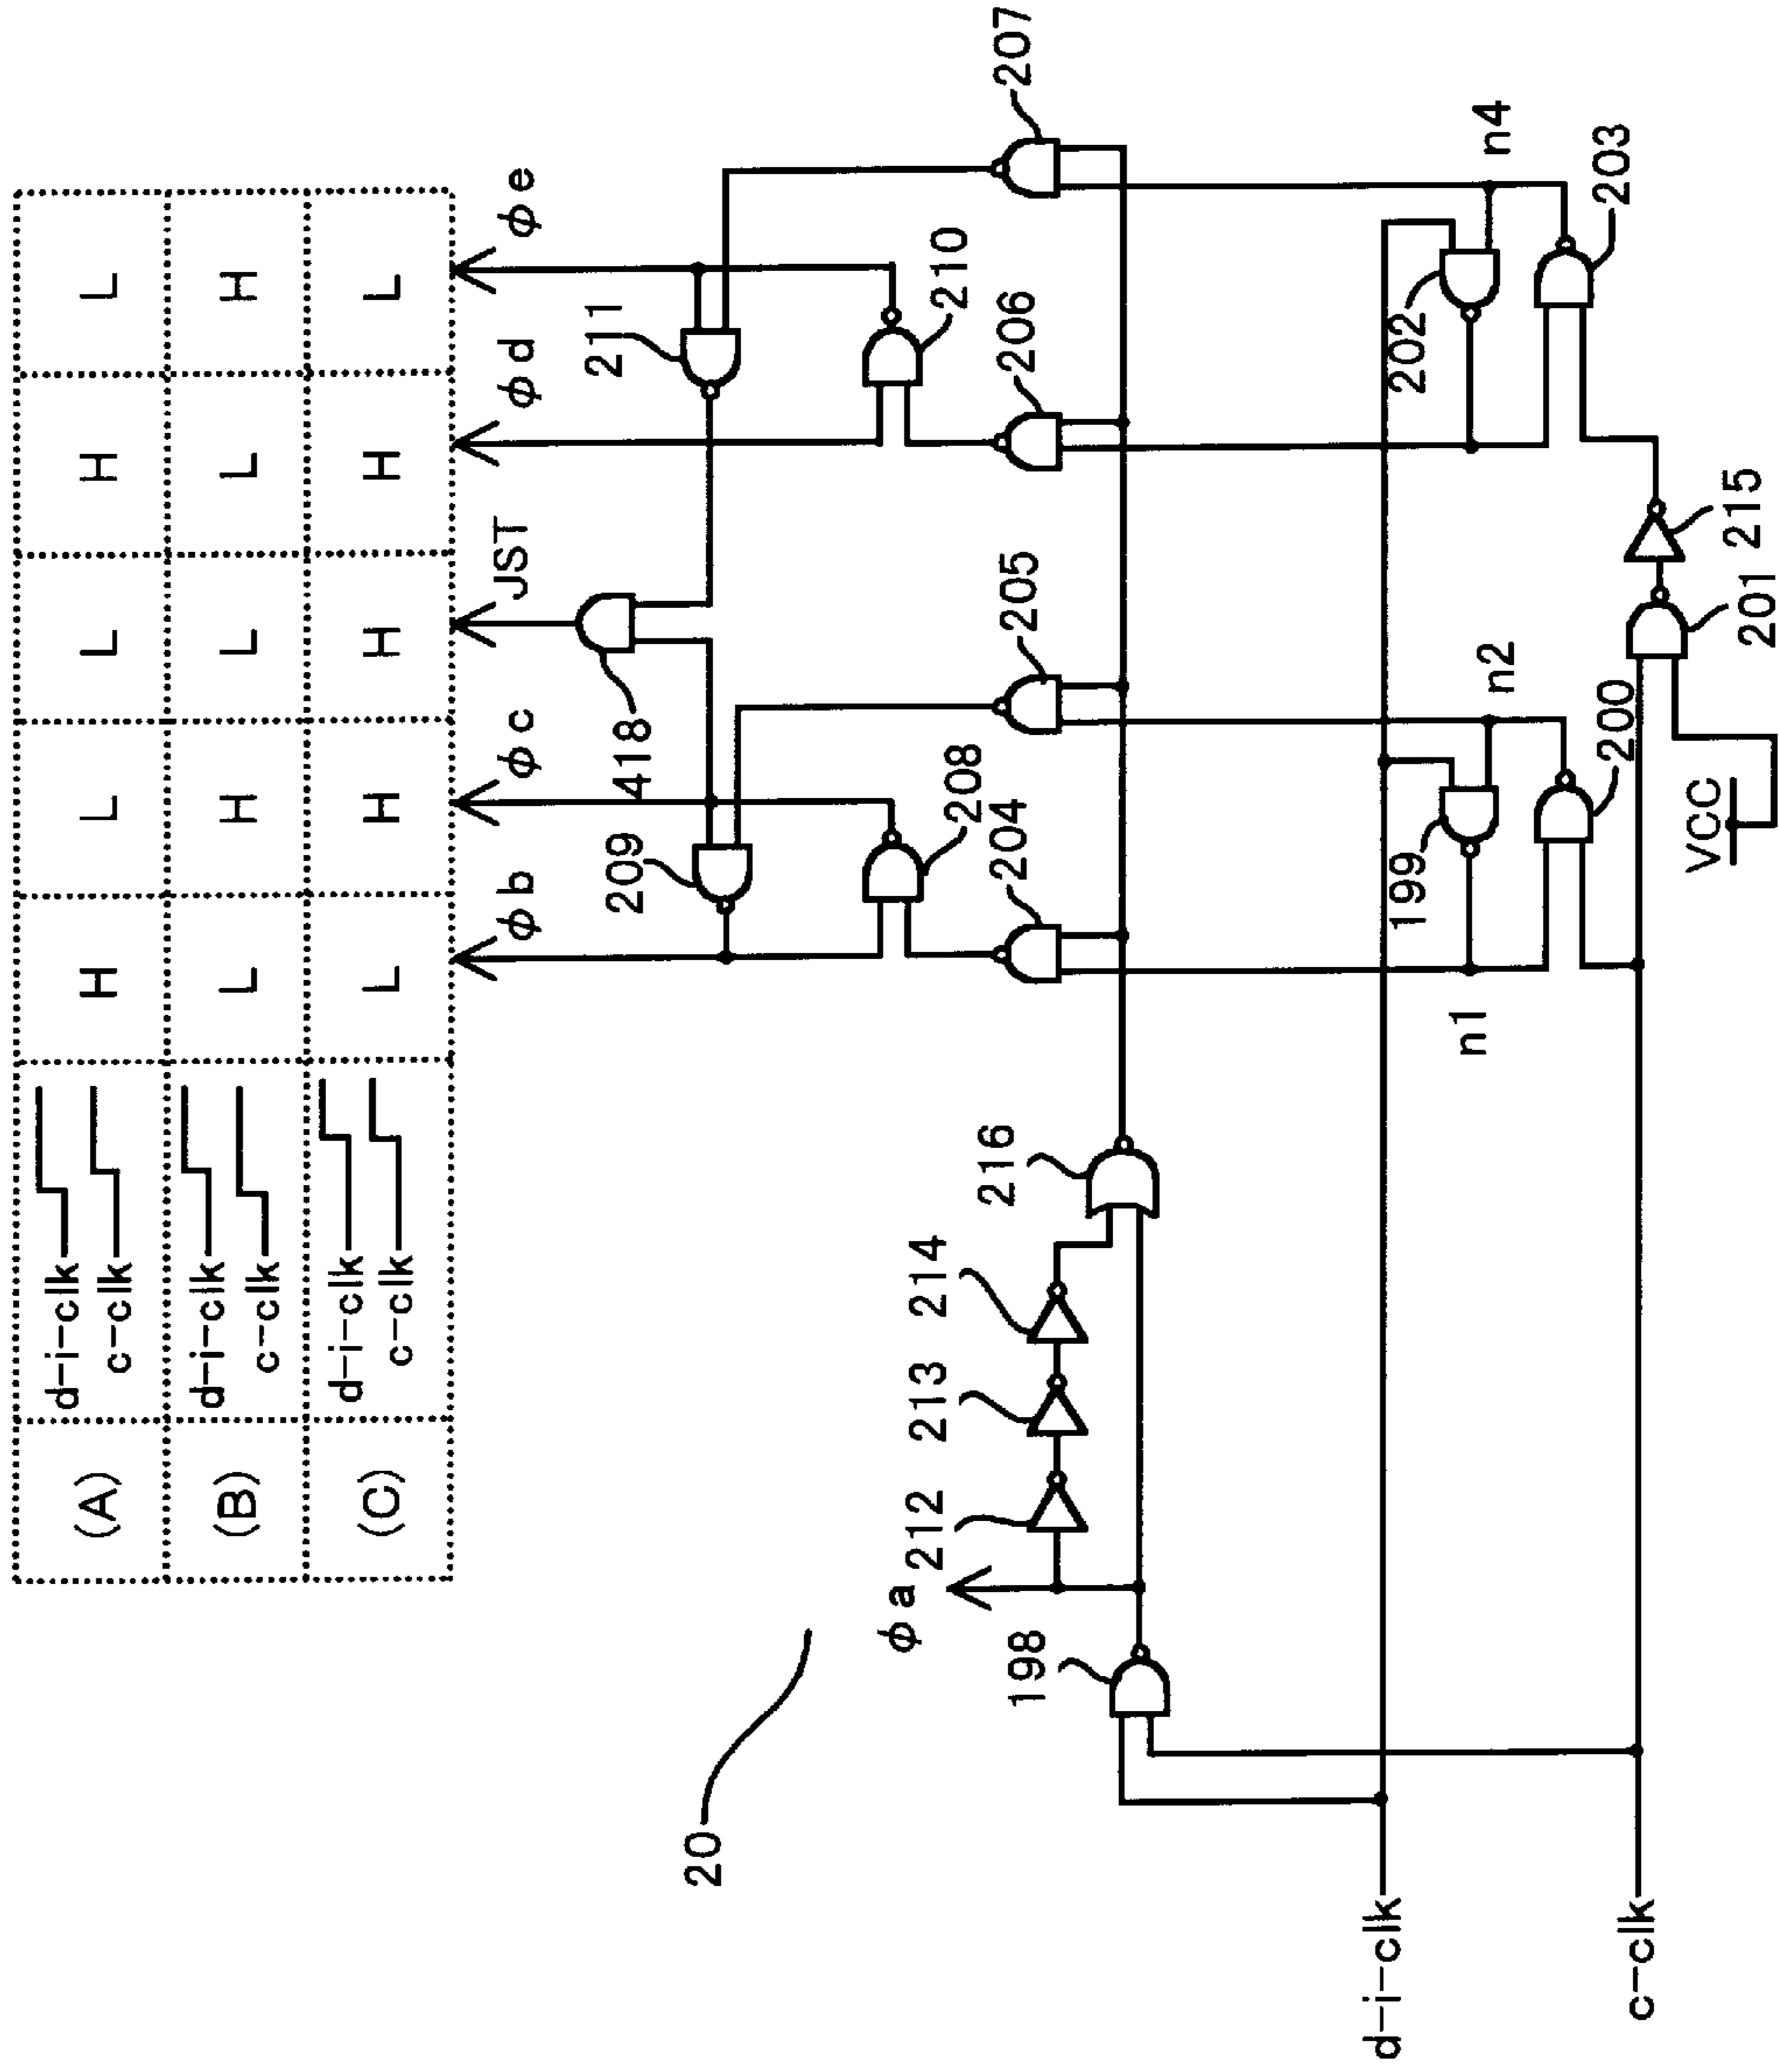 (A) d-i-clk H L L H L
c-clk
(B) d-i-clk L H L L H
c-clk
(C) d-i-clk L H H H L
c-clk
φb φc JST φd φe
209
418
211
208
210
204
205
206
207
φa
212
213
214
216
198
20
n1
n2
n4
199
200
202
203
VCC
201
215
d-i-clk
c-clk